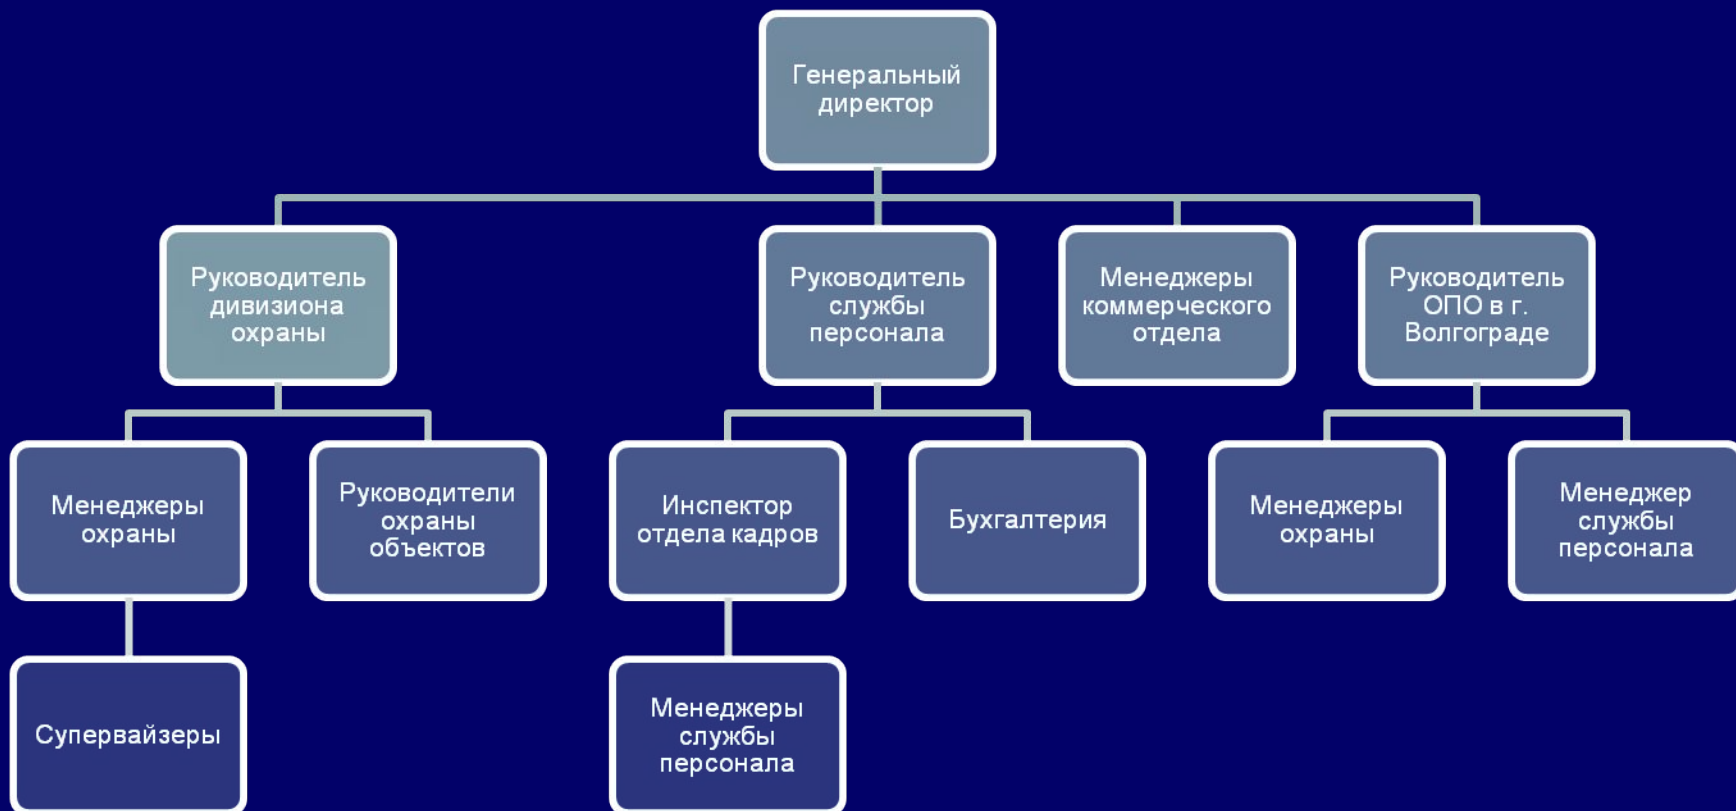 Генеральный
директор
Руководитель
дивизиона
охраны
Руководитель
службы
персонала
Менеджеры
коммерческого
отдела
Руководитель
ОПО в г.
Волгограде
Менеджеры
охраны
Руководители
охраны
объектов
Инспектор
отдела кадров
Бухгалтерия
Менеджеры
охраны
Менеджер
службы
персонала
Супервайзеры
Менеджеры
службы
персонала